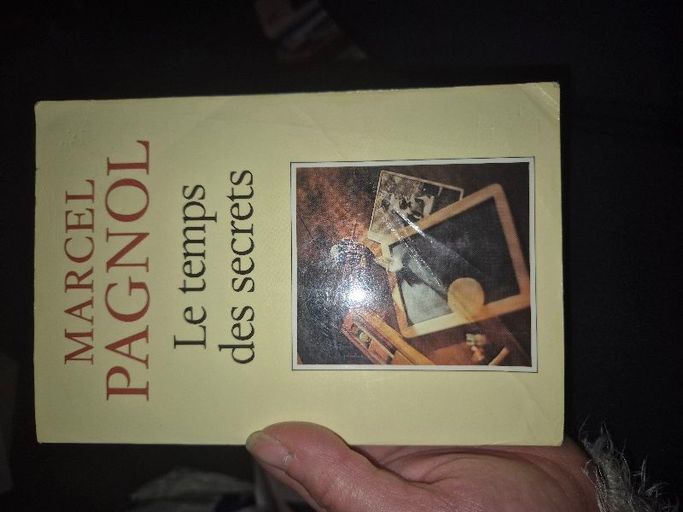 MARCEL
PAGNOL
Le temps
des secrets